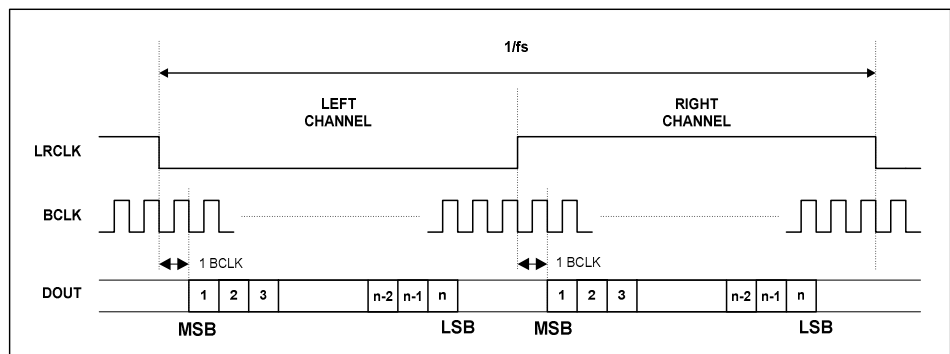 1/fs
LEFT
CHANNEL
RIGHT
CHANNEL
LRCLK
BCLK
1 BCLK
1 BCLK
DOUT
1 2 3 n-2 n-1 n 1 2 3 n-2 n-1 n
MSB LSB MSB LSB